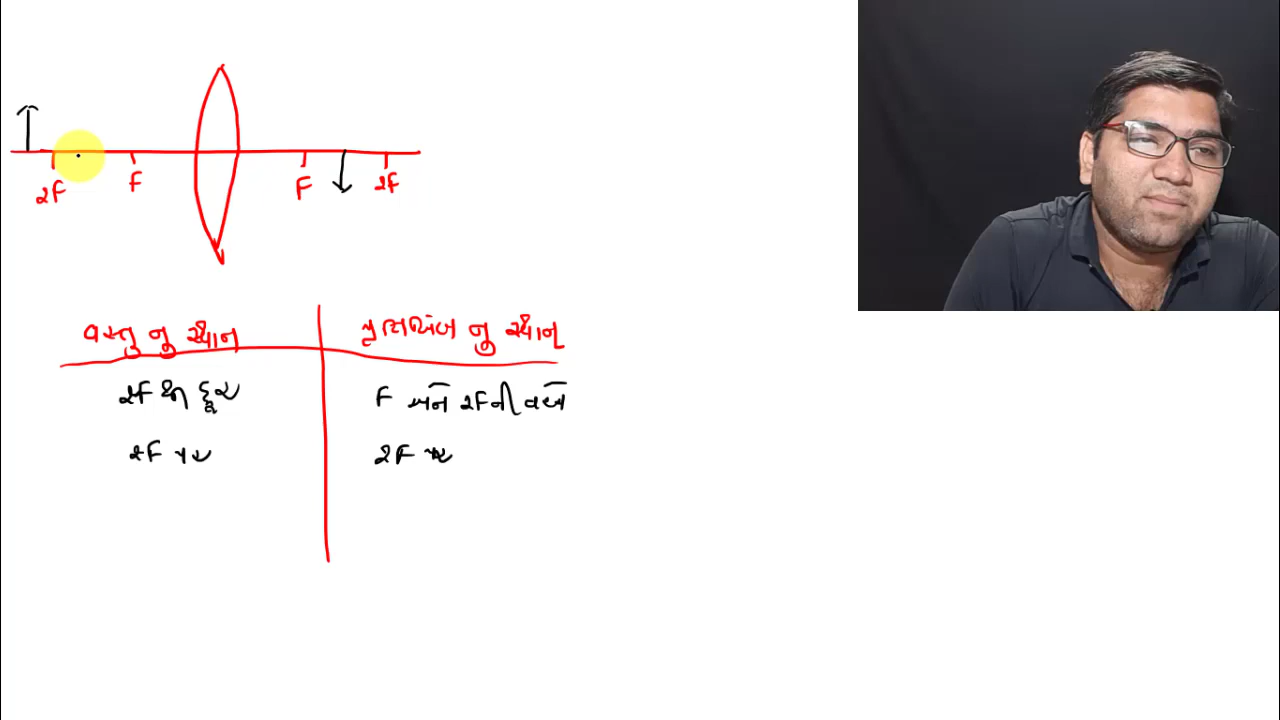 2F F F 2F
વસ્તુ નુ સ્થાન પ્રતિબિંબ નુ સ્થાન
2F થી દૂર F અને 2F ની વચ્ચે
2F પર 2F પર